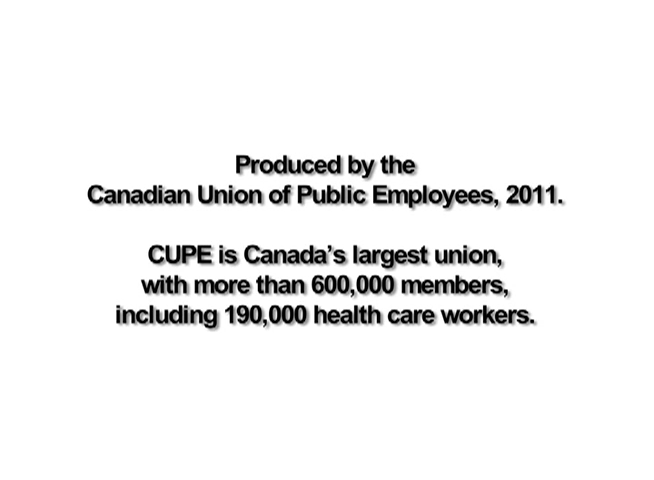 Produced by the
Canadian Union of Public Employees, 2011.
CUPE is Canada's largest union,
with more than 600,000 members,
including 190,000 health care workers.